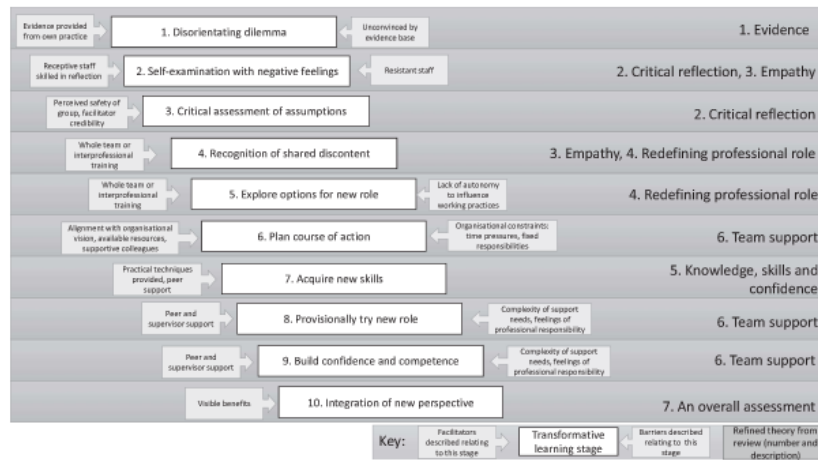 Evidence provided
from own practice
1. Disorientating dilemma
Unconvinced by
evidence base
1. Evidence
Receptive staff
skilled in reflection
2. Self-examination with negative feelings
Resistant staff
2. Critical reflection, 3. Empathy
Perceived safety of
group, facilitator
credibility
3. Critical assessment of assumptions
2. Critical reflection
Whole team or
interprofessional
training
4. Recognition of shared discontent
3. Empathy, 4. Redefining professional role
Whole team or
interprofessional
training
5. Explore options for new role
Lack of autonomy
to influence
working practices
4. Redefining professional role
Alignment with organisational
vision, available resources,
supportive colleagues
6. Plan course of action
Organisational constraints:
time pressures, fixed
responsibilities
6. Team support
Practical techniques
provided, peer
support
7. Acquire new skills
5. Knowledge, skills and
confidence
Peer and
supervisor support
8. Provisionally try new role
Complexity of support
needs, feelings of
professional responsibility
6. Team support
Peer and
supervisor support
9. Build confidence and competence
Complexity of support
needs, feelings of
professional responsibility
6. Team support
Visible benefits
10. Integration of new perspective
7. An overall assessment
Key:
Facilitators
described relating
to this stage
Transformative
learning stage
Barriers described
relating to this
stage
Refined theory from
review (number and
description)